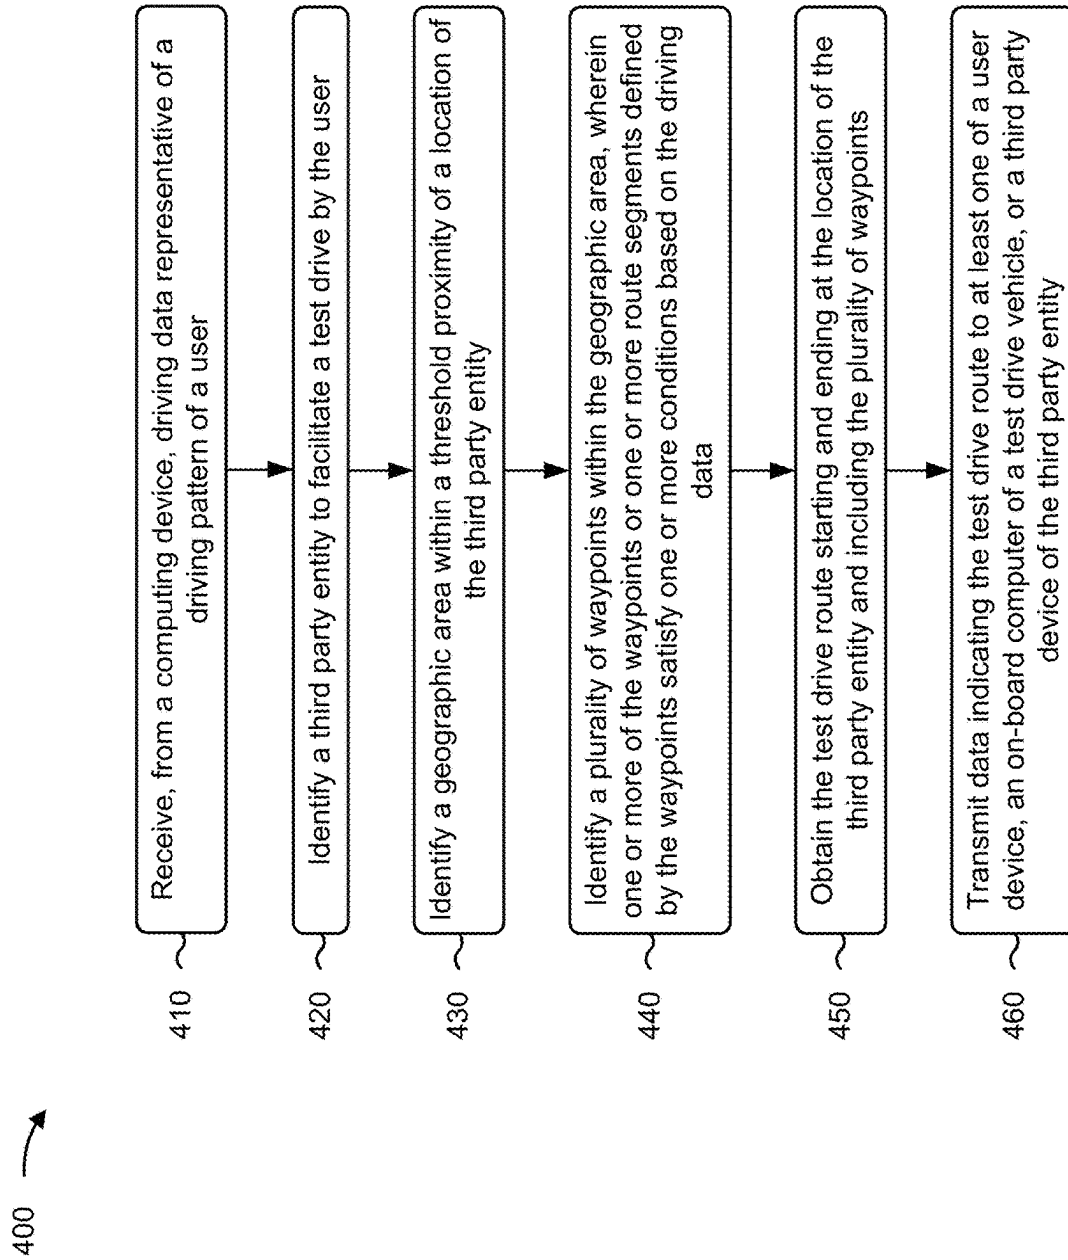 400
410
Receive, from a computing device, driving data representative of a
driving pattern of a user
420
Identify a third party entity to facilitate a test drive by the user
430
Identify a geographic area within a threshold proximity of a location of
the third party entity
440
Identify a plurality of waypoints within the geographic area, wherein
one or more of the waypoints or one or more route segments defined
by the waypoints satisfy one or more conditions based on the driving
data
450
Obtain the test drive route starting and ending at the location of the
third party entity and including the plurality of waypoints
460
Transmit data indicating the test drive route to at least one of a user
device, an on-board computer of a test drive vehicle, or a third party
device of the third party entity